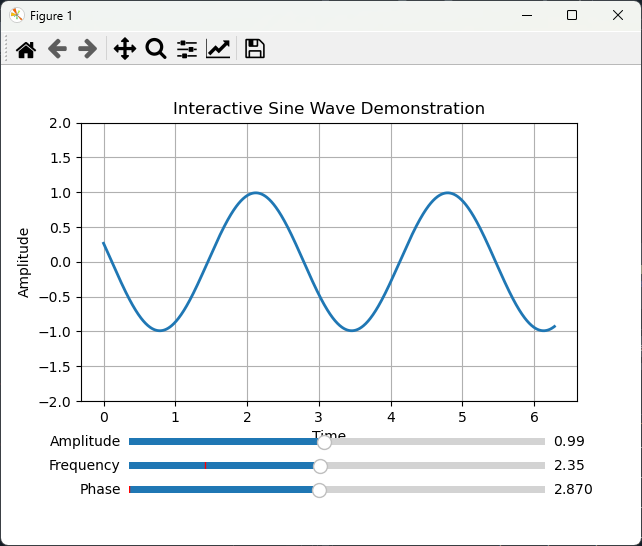 Figure 1
Interactive Sine Wave Demonstration
2.0
1.5
1.0
0.5
0.0
−0.5
−1.0
−1.5
−2.0
Amplitude
0 1 2 3 4 5 6
Time
Amplitude 0.99
Frequency 2.35
Phase 2.870